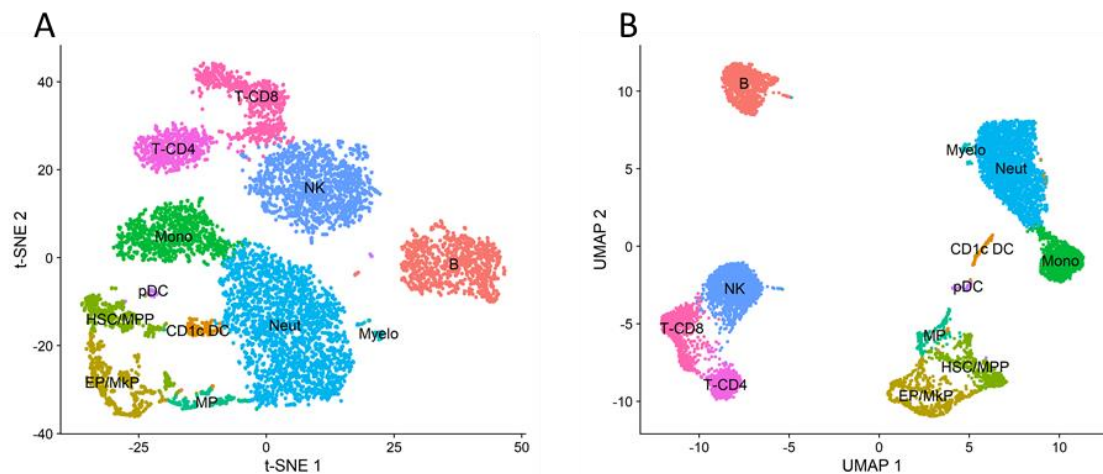 A
40
20
0
-20
-40
t-SNE 2
-25
0
25
50
t-SNE 1
T-CD8
T-CD4
NK
Mono
B
pDC
HSC/MPP
CD1c DC
Neut
Myelo
EP/MkP
MP
B
10
5
0
-5
-10
UMAP 2
-10
-5
0
5
10
UMAP 1
B
Myelo
Neut
CD1c DC
Mono
NK
pDC
T-CD8
MP
HSC/MPP
T-CD4
EP/MkP